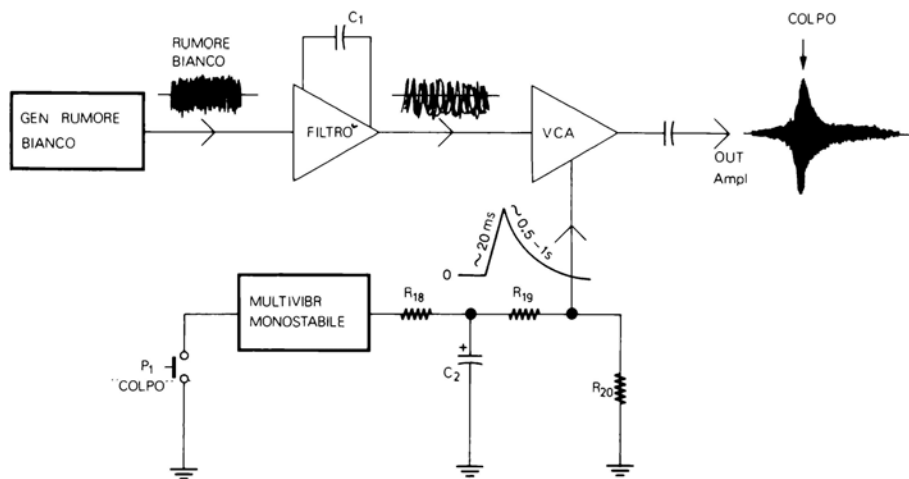 C1
COLPO
RUMORE
BIANCO
GEN RUMORE
BIANCO
FILTRO
VCA
OUT
Ampl
~ 20 ms
~ 0.5 - 1s
0
MULTIVIBR
MONOSTABILE
R18
R19
P1
"COLPO"
+
C2
R20